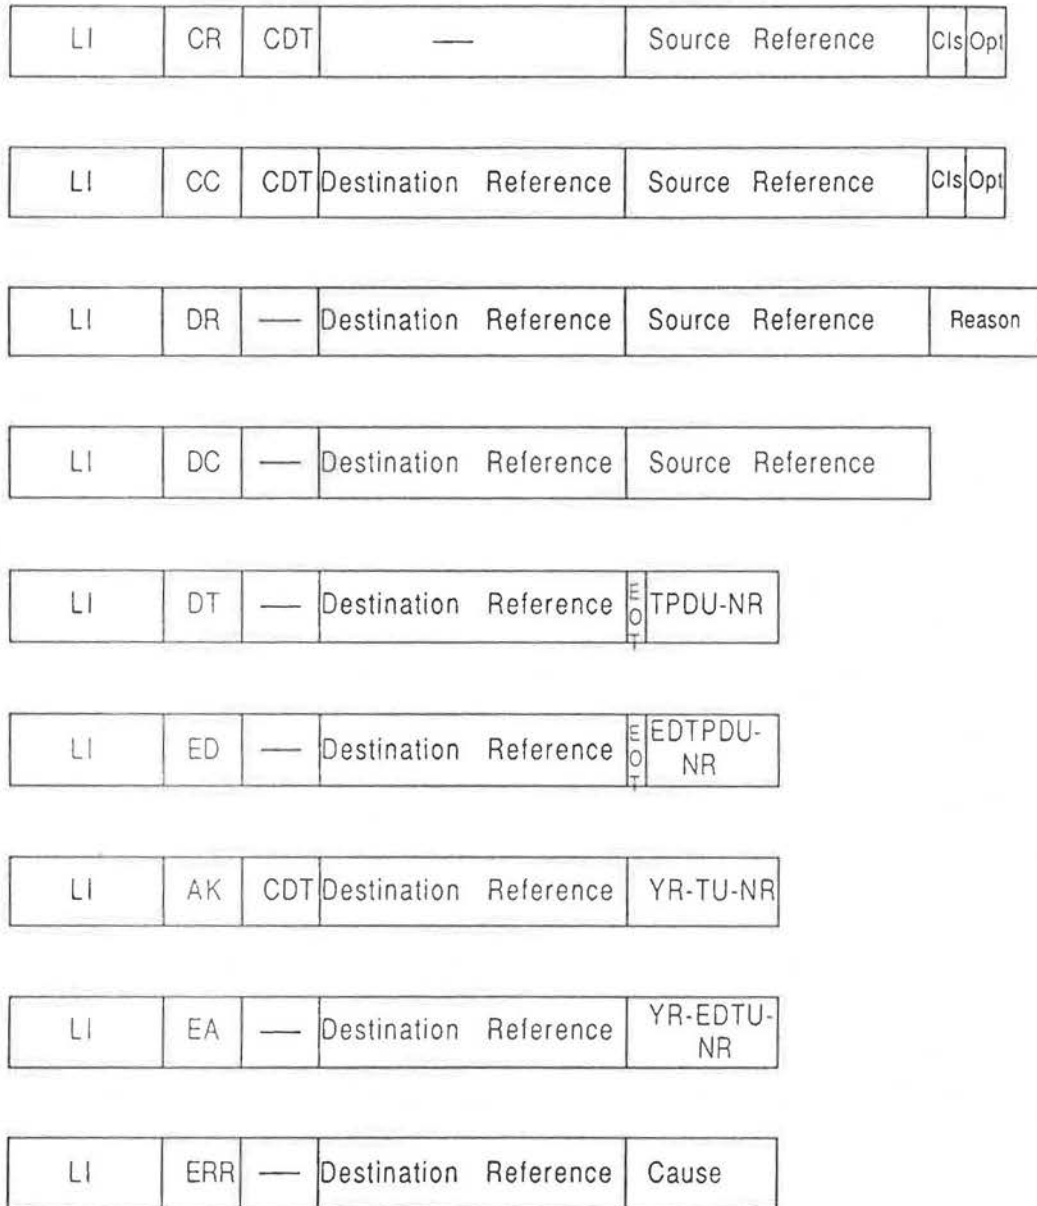 LI CR CDT — Source Reference Cls Opt
LI CC CDT Destination Reference Source Reference Cls Opt
LI DR — Destination Reference Source Reference Reason
LI DC — Destination Reference Source Reference
LI DT — Destination Reference EOT TPDU-NR
LI ED — Destination Reference EOT EDTPDU-
NR
LI AK CDT Destination Reference YR-TU-NR
LI EA — Destination Reference YR-EDTU-
NR
LI ERR — Destination Reference Cause